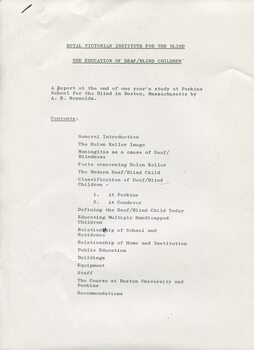 ROYAL VICTORIAN INSTITUTE FOR THE BLIND
THE EDUCATION OF DEAF/BLIND CHILDREN
A Report at the end of one year's study at Perkins
School for the Blind in Boston, Massachusetts by
A. R. Reynolds.
Contents:
General Introduction
The Helen Keller Image
Meningitis as a cause of Deaf/
Blindness
Facts concerning Helen Keller
The Modern Deaf/Blind Child
Classification of Deaf/Blind
Children -
1. At Perkins
2. At Condover
Defining the Deaf/Blind Child Today
Educating Multiply Handicapped
Children
Relationship of School and
Residence
Relationship of Home and Institution
Public Education
Buildings
Equipment
Staff
The Course at Boston University and
Perkins
Recommendations